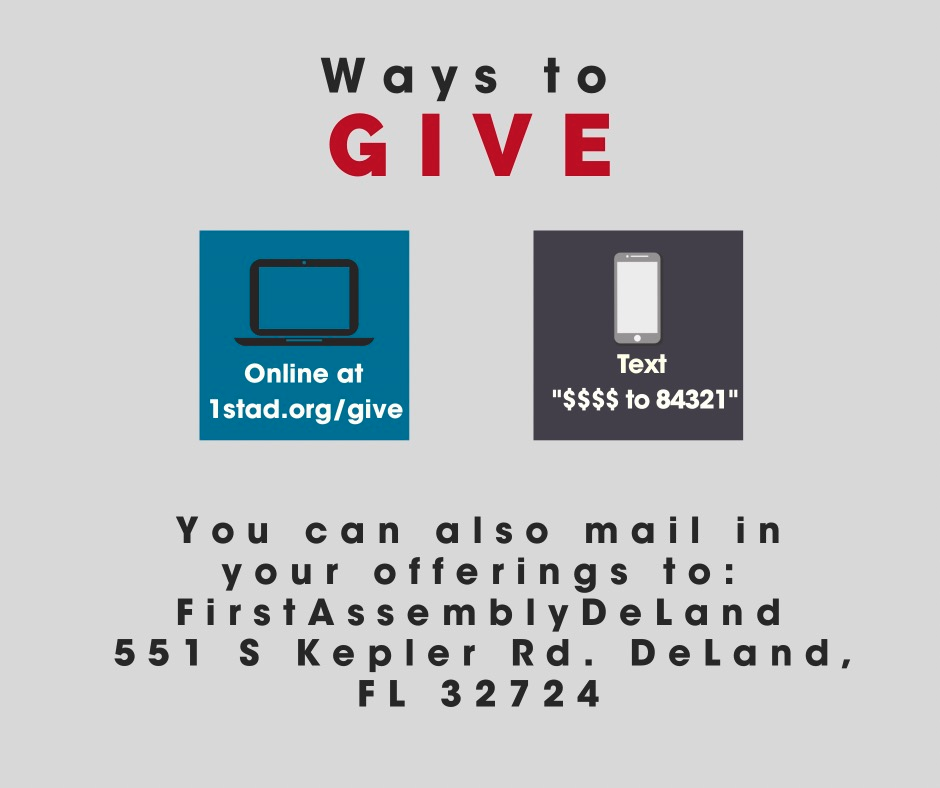 Ways to
GIVE
Online at
1stad.org/give
Text
"$$$$ to 84321"
You can also mail in
your offerings to:
FirstAssemblyDeLand
551 S Kepler Rd. DeLand,
FL 32724